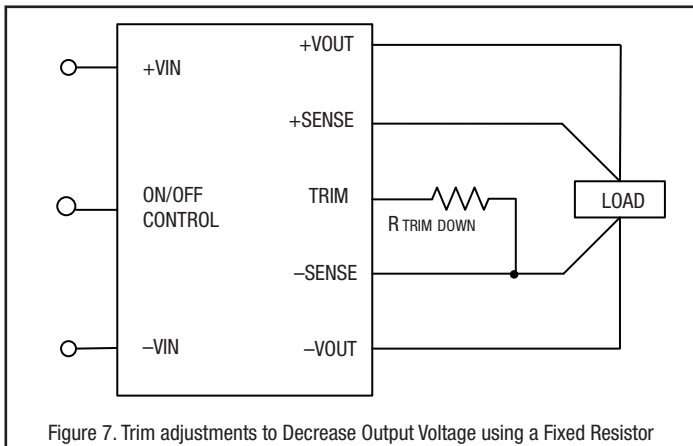 +VOUT
+VIN
+SENSE
ON/OFF
CONTROL
TRIM
R TRIM DOWN
LOAD
–SENSE
–VIN
–VOUT
Figure 7. Trim adjustments to Decrease Output Voltage using a Fixed Resistor